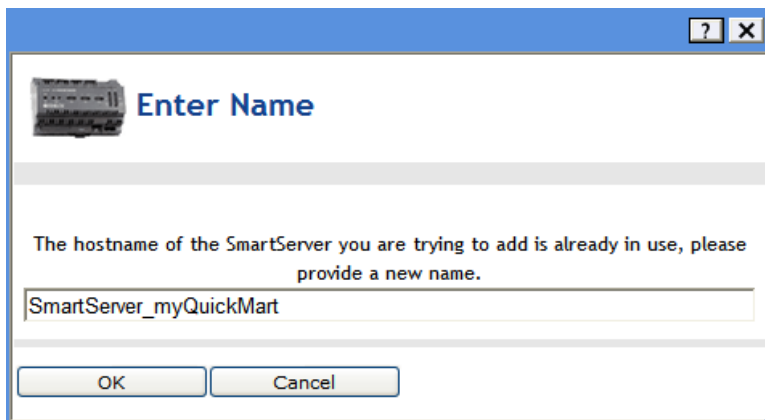 ?
Enter Name
The hostname of the SmartServer you are trying to add is already in use, please
provide a new name.
SmartServer_myQuickMart
OK Cancel